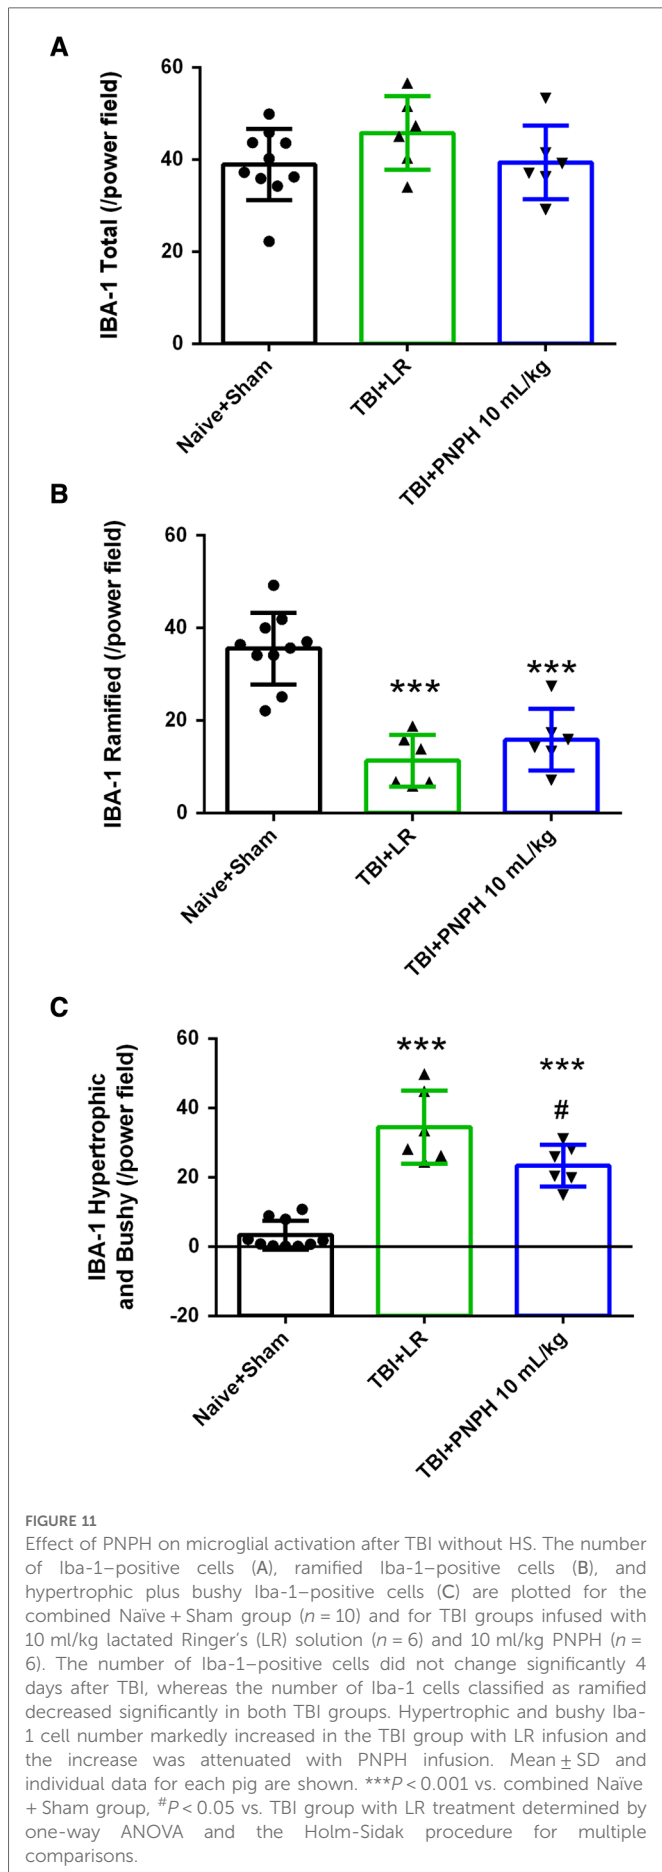 A
IBA-1 Total (/power field)
60
40
20
0
Naive+Sham
TBI+LR
TBI+PNPH 10 mL/kg
B
IBA-1 Ramified (/power field)
60
40
20
0
***
***
Naive+Sham
TBI+LR
TBI+PNPH 10 mL/kg
C
IBA-1 Hypertrophic
and Bushy (/power field)
60
40
20
0
-20
***
***
#
Naive+Sham
TBI+LR
TBI+PNPH 10 mL/kg
FIGURE 11
Effect of PNPH on microglial activation after TBI without HS. The number
of Iba-1–positive cells (A), ramified Iba-1–positive cells (B), and
hypertrophic plus bushy Iba-1–positive cells (C) are plotted for the
combined Naïve + Sham group (n = 10) and for TBI groups infused with
10 ml/kg lactated Ringer's (LR) solution (n = 6) and 10 ml/kg PNPH (n =
6). The number of Iba-1–positive cells did not change significantly 4
days after TBI, whereas the number of Iba-1 cells classified as ramified
decreased significantly in both TBI groups. Hypertrophic and bushy Iba-
1 cell number markedly increased in the TBI group with LR infusion and
the increase was attenuated with PNPH infusion. Mean ± SD and
individual data for each pig are shown. ***P < 0.001 vs. combined Naïve
+ Sham group, #P < 0.05 vs. TBI group with LR treatment determined by
one-way ANOVA and the Holm-Sidak procedure for multiple
comparisons.